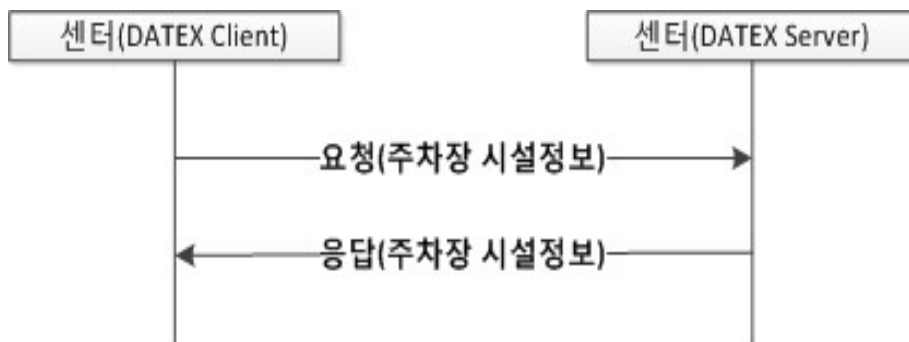 센터(DATEX Client)
센터(DATEX Server)
요청(주차장 시설정보)
응답(주차장 시설정보)